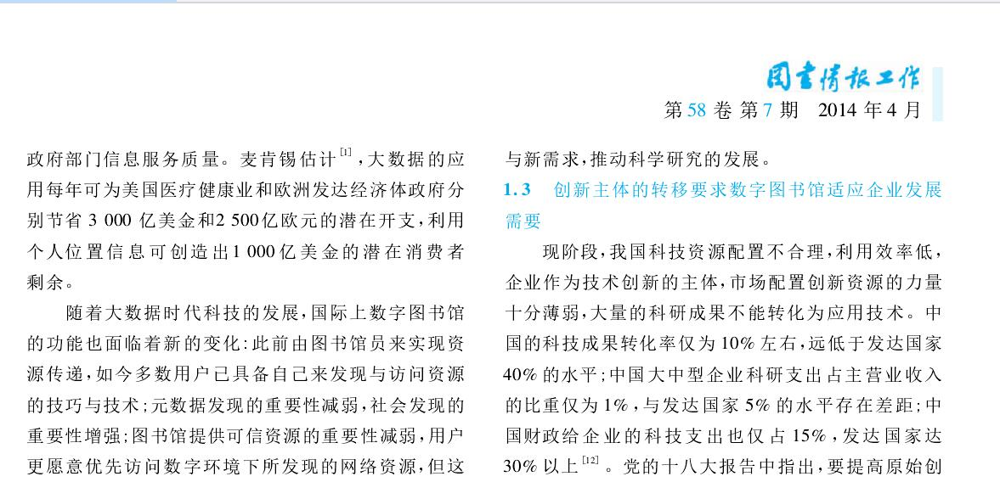 图书情报工作
第 58 卷 第 7 期 2014 年 4 月
政府部门信息服务质量。麦肯锡估计[1],大数据的应
用每年可为美国医疗健康业和欧洲发达经济体政府分
别节省 3 000 亿美金和2 500亿欧元的潜在开支,利用
个人位置信息可创造出1 000亿美金的潜在消费者
剩余。
随着大数据时代科技的发展,国际上数字图书馆
的功能也面临着新的变化:此前由图书馆员来实现资
源传递,如今多数用户已具备自己来发现与访问资源
的技巧与技术;元数据发现的重要性减弱,社会发现的
重要性增强;图书馆提供可信资源的重要性减弱,用户
更愿意优先访问数字环境下所发现的网络资源,但这
与新需求,推动科学研究的发展。
1.3 创新主体的转移要求数字图书馆适应企业发展
需要
现阶段,我国科技资源配置不合理,利用效率低,
企业作为技术创新的主体,市场配置创新资源的力量
十分薄弱,大量的科研成果不能转化为应用技术。中
国的科技成果转化率仅为 10% 左右,远低于发达国家
40% 的水平;中国大中型企业科研支出占主营业收入
的比重仅为 1%,与发达国家 5% 的水平存在差距;中
国财政给企业的科技支出也仅占 15%,发达国家达
30% 以上[12]。党的十八大报告中指出,要提高原始创